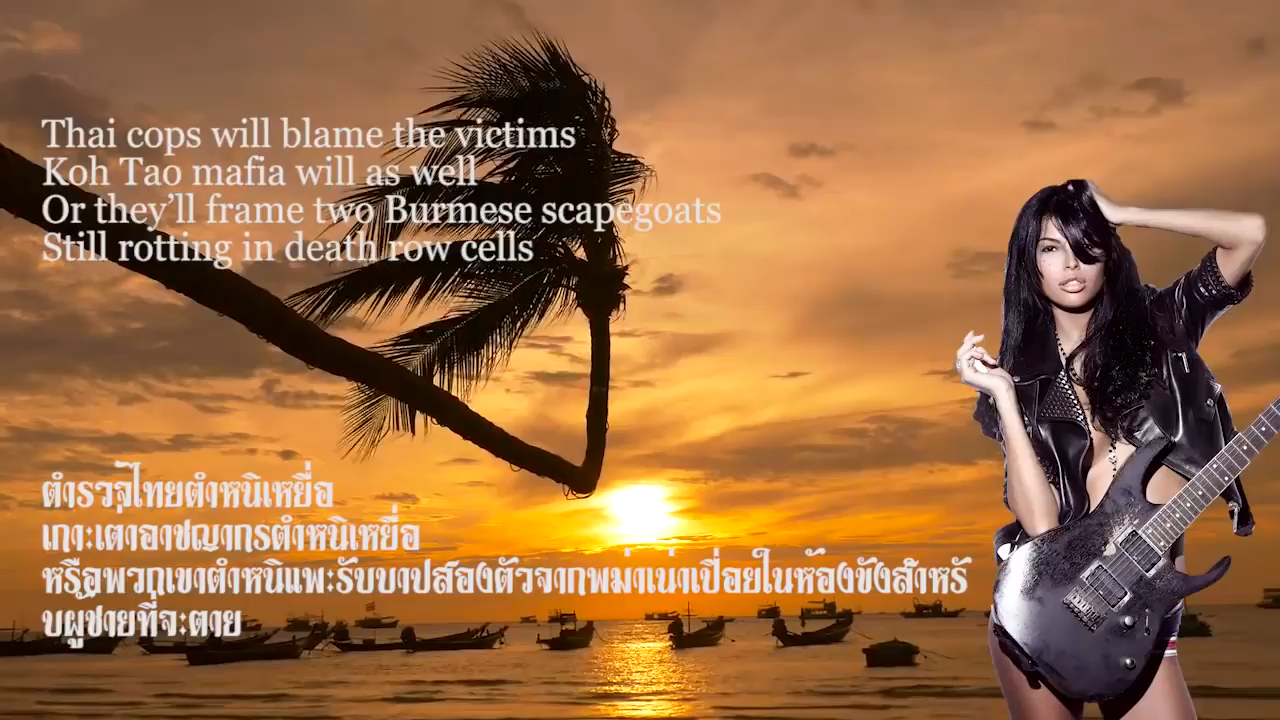 Thai cops will blame the victims
Koh Tao mafia will as well
Or they’ll frame two Burmese scapegoats
Still rotting in death row cells
ตำรวจไทยตำหนิเหยื่อ
เกาะเต่าอาชญากรตำหนิเหยื่อ
หรือพวกเขาตำหนิแพะรับบาปสองตัวจากพม่าเน่าเปื่อยในห้องขังสำหรั
บผู้ชายที่จะตาย